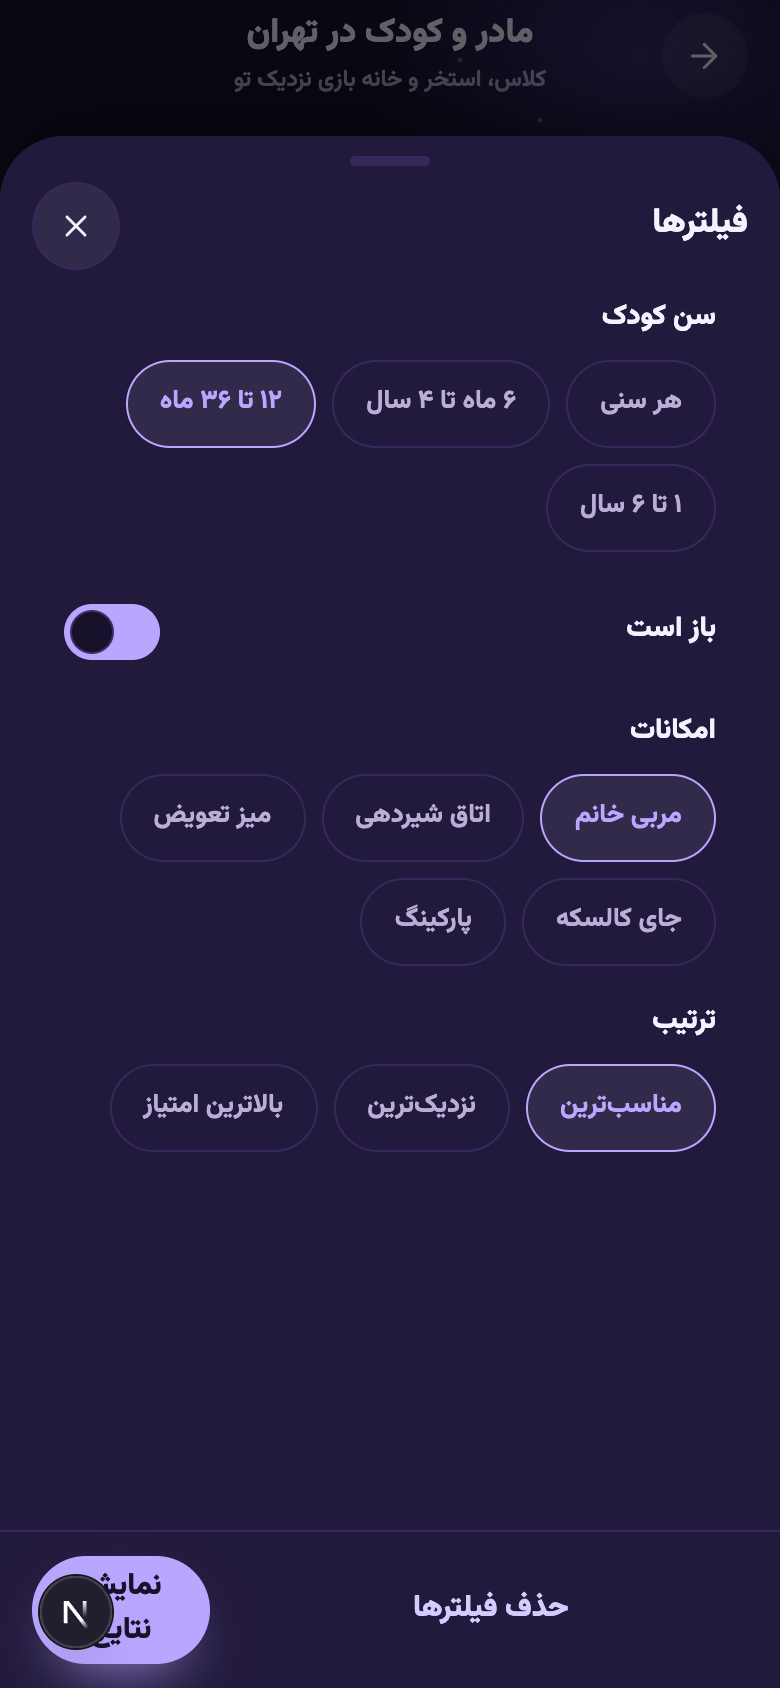 مادر و کودک در تهران
کلاس، استخر و خانه بازی نزدیک تو
فیلترها
سن کودک
هر سنی
۶ ماه تا ۴ سال
۱۲ تا ۳۶ ماه
۱ تا ۶ سال
باز است
امکانات
مربی خانم
اتاق شیردهی
میز تعویض
جای کالسکه
پارکینگ
ترتیب
مناسب‌ترین
نزدیک‌ترین
بالاترین امتیاز
حذف فیلترها
نمایش
نتایج
N